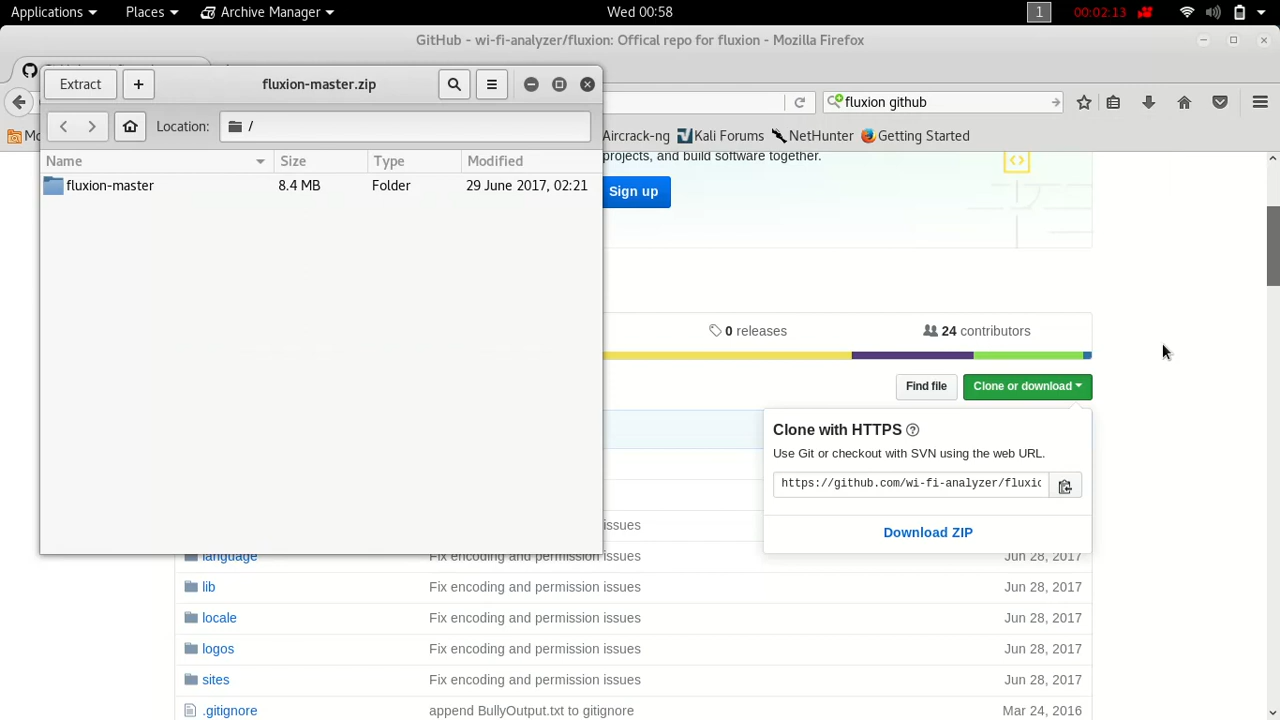 Applications Places Archive Manager Wed 00:58 1 00:02:13
GitHub - wi-fi-analyzer/fluxion: Offical repo for fluxion - Mozilla Firefox
Extract + fluxion-master.zip
fluxion github
Location: /
Aircrack-ng Kali Forums NetHunter Getting Started
Name Size Type Modified
fluxion-master 8.4 MB Folder 29 June 2017, 02:21
projects, and build software together.
Sign up
0 releases 24 contributors
Find file Clone or download
Clone with HTTPS
Use Git or checkout with SVN using the web URL.
https://github.com/wi-fi-analyzer/fluxic
Download ZIP
issues
language Fix encoding and permission issues Jun 28, 2017
lib Fix encoding and permission issues Jun 28, 2017
locale Fix encoding and permission issues Jun 28, 2017
logos Fix encoding and permission issues Jun 28, 2017
sites Fix encoding and permission issues Jun 28, 2017
.gitignore append BullyOutput.txt to gitignore Mar 24, 2016